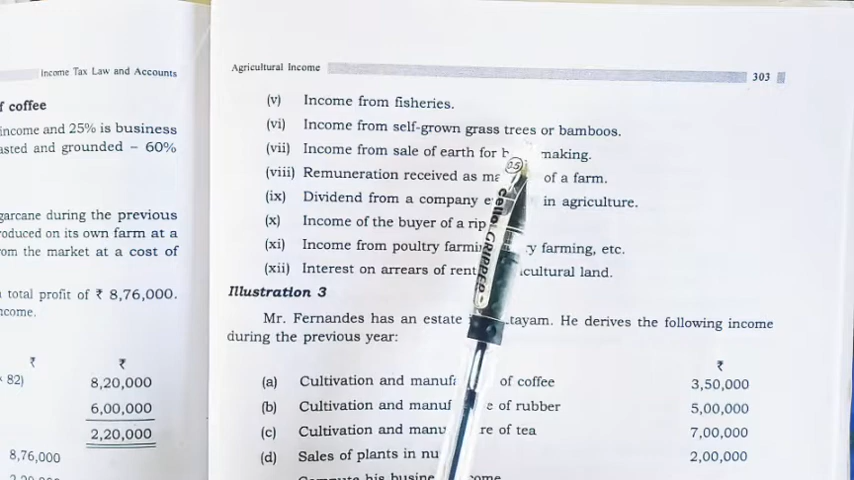 Income Tax Law and Accounts
f coffee
income and 25% is business
asted and grounded – 60%
garcane during the previous
roduced on its own farm at a
om the market at a cost of
total profit of ₹ 8,76,000.
ncome.
₹ ₹
× 82) 8,20,000
6,00,000
2,20,000
8,76,000
Agricultural Income 303
(v) Income from fisheries.
(vi) Income from self-grown grass trees or bamboos.
(vii) Income from sale of earth for making.
(viii) Remuneration received as of a farm.
(ix) Dividend from a company in agriculture.
(x) Income of the buyer of a
(xi) Income from poultry farming, etc.
(xii) Interest on arrears of land.
Illustration 3
Mr. Fernandes has an estate He derives the following income
during the previous year:
₹
(a) Cultivation and of coffee 3,50,000
(b) Cultivation and of rubber 5,00,000
(c) Cultivation and of tea 7,00,000
(d) Sales of plants in 2,00,000
0.5
cello GRIPPER